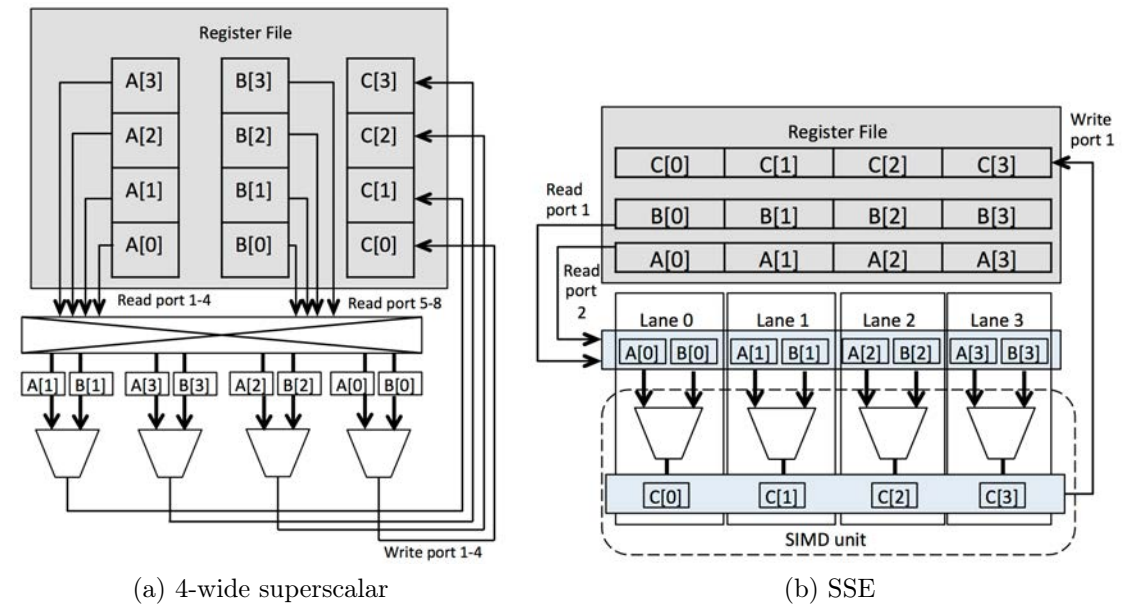 Register File
A[3] B[3] C[3]
A[2] B[2] C[2]
A[1] B[1] C[1]
A[0] B[0] C[0]
Read port 1-4 Read port 5-8
A[1] B[1] A[3] B[3] A[2] B[2] A[0] B[0]
Write port 1-4
(a) 4-wide superscalar
Register File
Write
port 1
C[0] C[1] C[2] C[3]
Read
port 1
B[0] B[1] B[2] B[3]
A[0] A[1] A[2] A[3]
Read
port
2
Lane 0 Lane 1 Lane 2 Lane 3
A[0] B[0] A[1] B[1] A[2] B[2] A[3] B[3]
C[0] C[1] C[2] C[3]
SIMD unit
(b) SSE